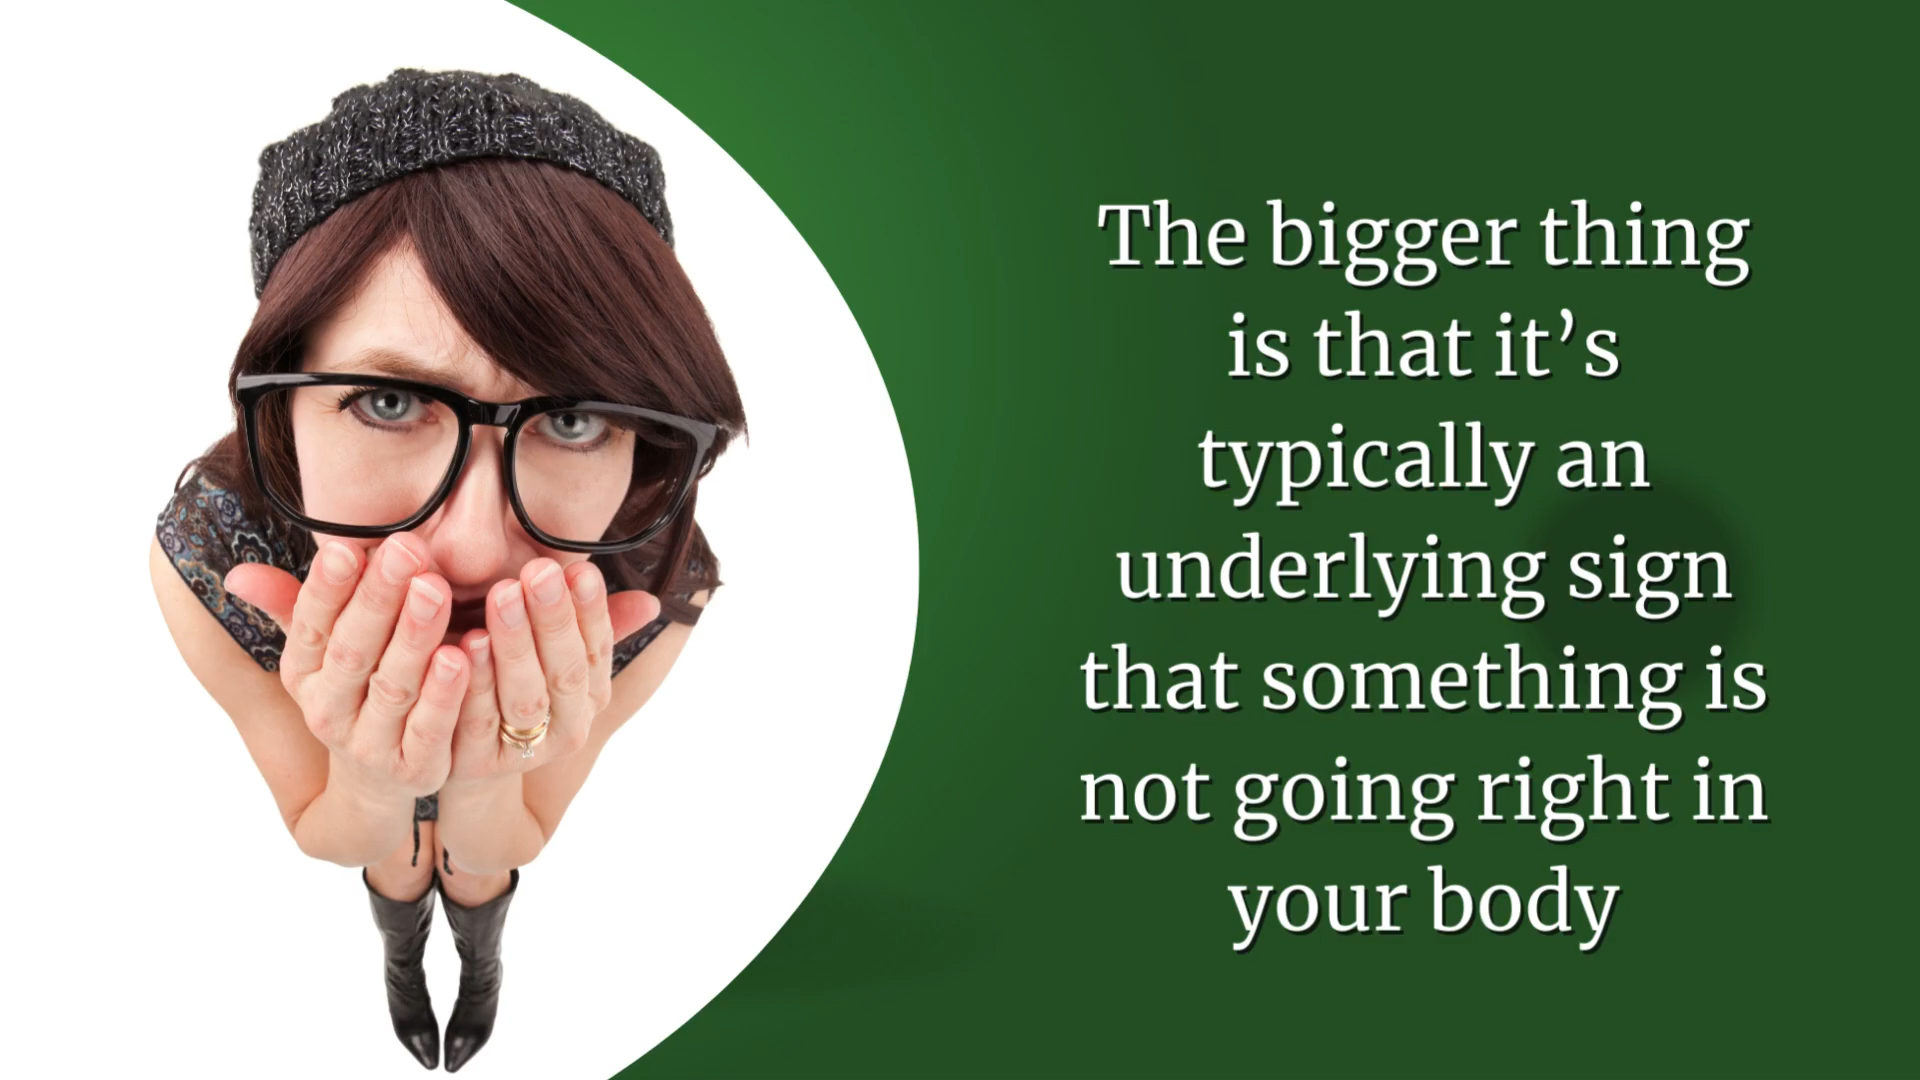 The bigger thing
is that it’s
typically an
underlying sign
that something is
not going right in
your body